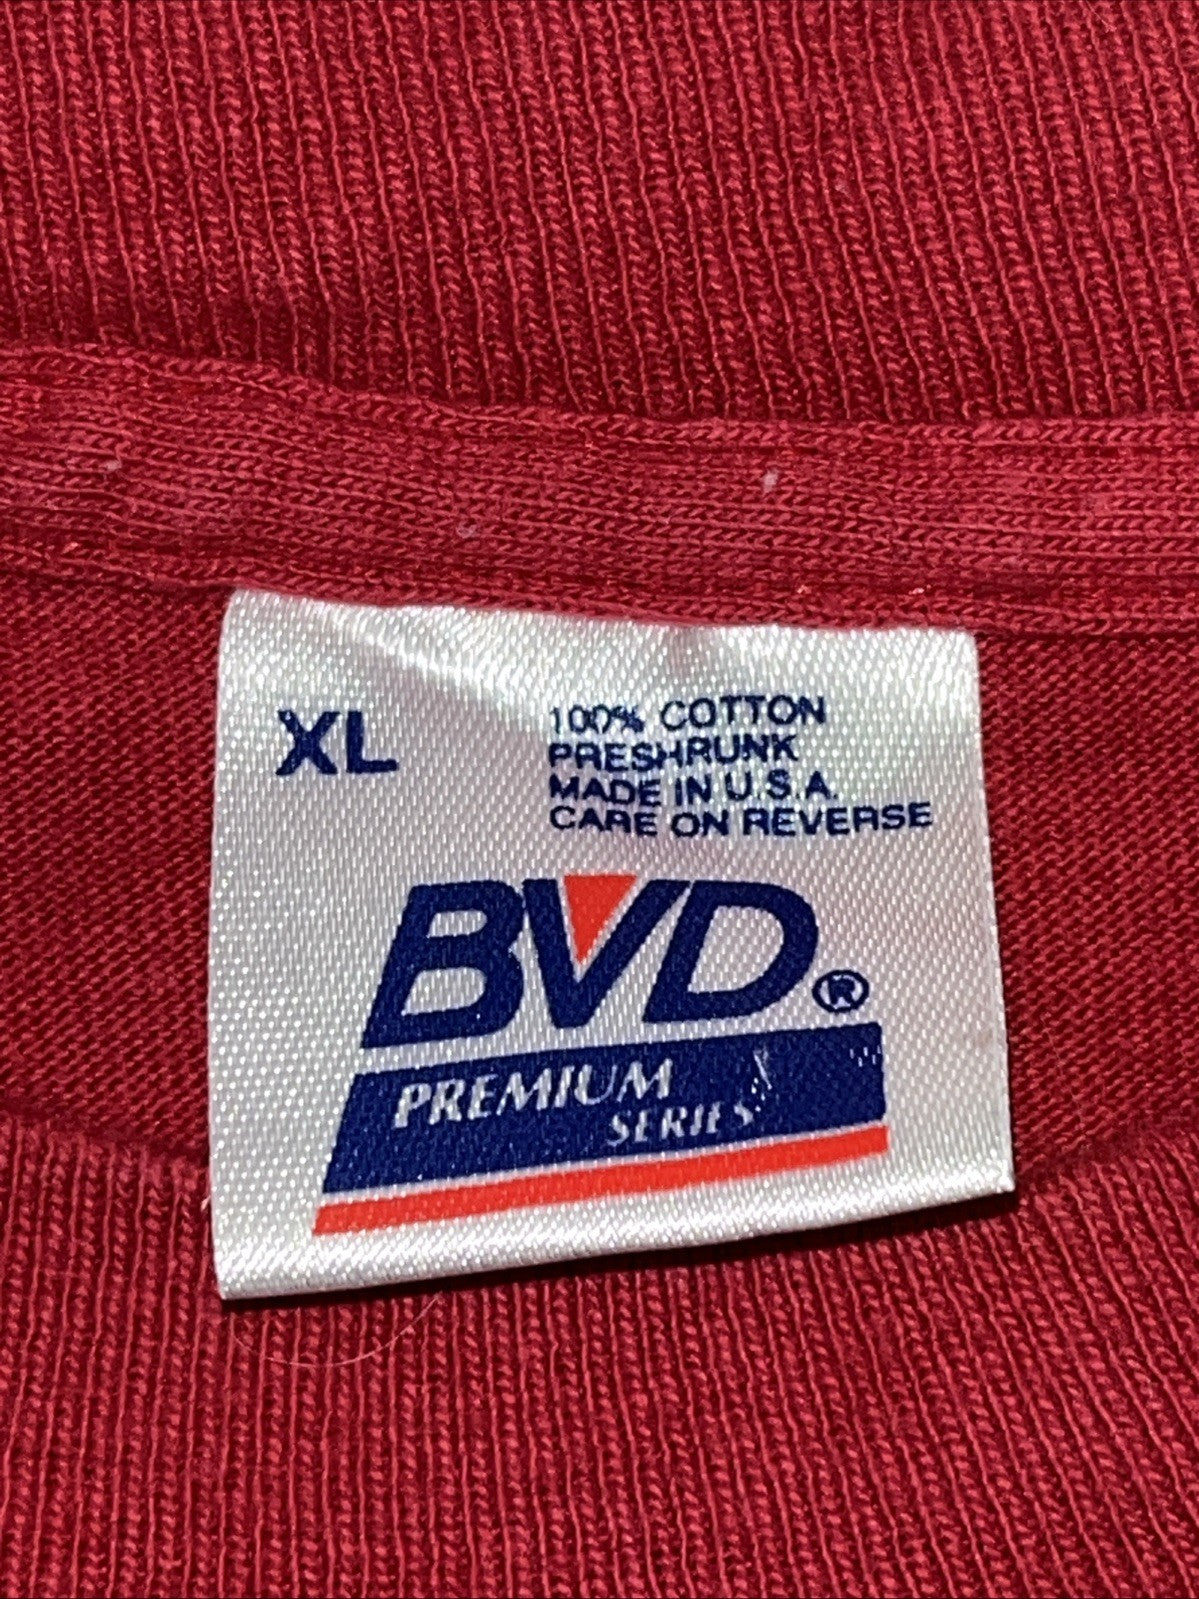 XL
100% COTTON
PRESHRUNK
MADE IN U.S.A.
CARE ON REVERSE
BVD®
PREMIUM
SERIES